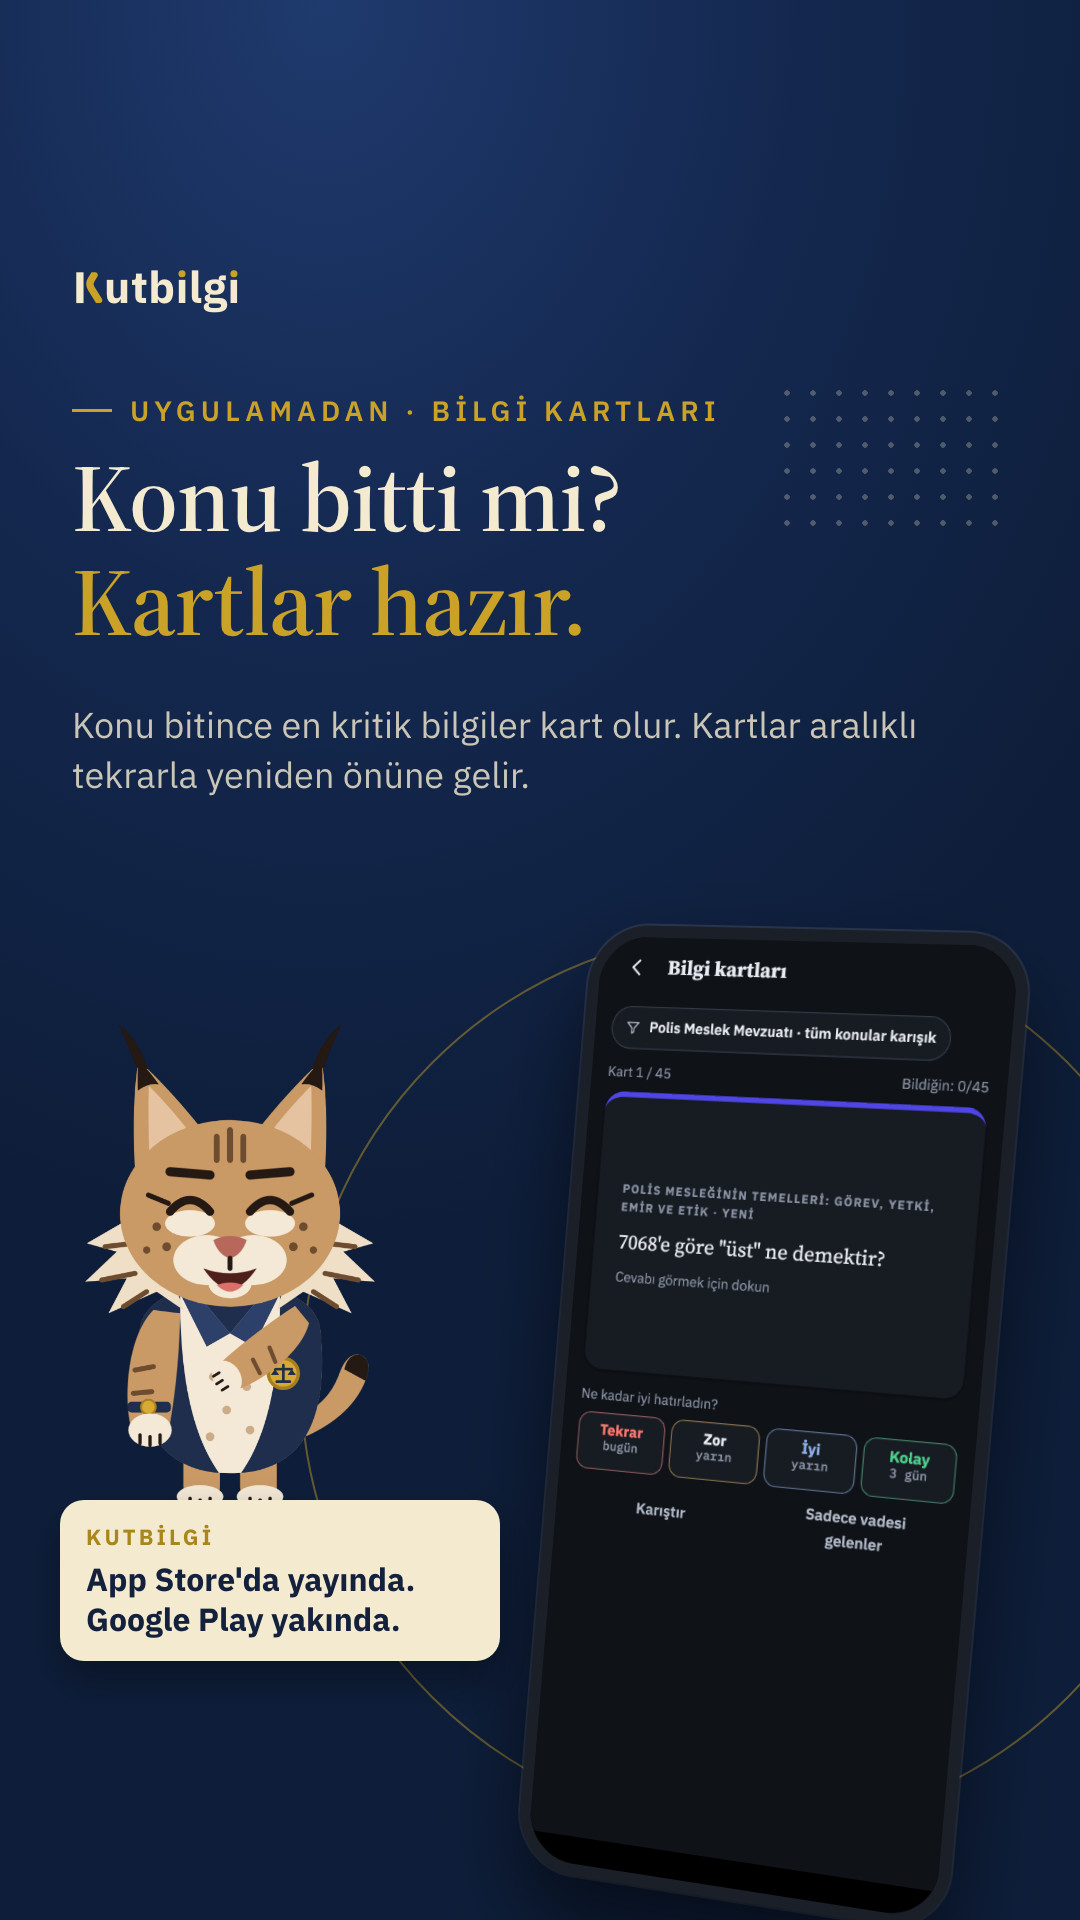 Kutbilgi
UYGULAMADAN · BİLGİ KARTLARI
Konu bitti mi?
Kartlar hazır.
Konu bitince en kritik bilgiler kart olur. Kartlar aralıklı
tekrarla yeniden önüne gelir.
Bilgi kartları
Polis Meslek Mevzuatı · tüm konular karışık
Kart 1 / 45
Bildiğin: 0/45
POLİS MESLEĞİNİN TEMELLERİ: GÖREV, YETKİ,
EMİR VE ETİK · YENİ
7068'e göre "üst" ne demektir?
Cevabı görmek için dokun
Ne kadar iyi hatırladın?
Tekrar
bugün
Zor
yarın
İyi
yarın
Kolay
3 gün
Karıştır
Sadece vadesi
gelenler
KUTBİLGİ
App Store'da yayında.
Google Play yakında.